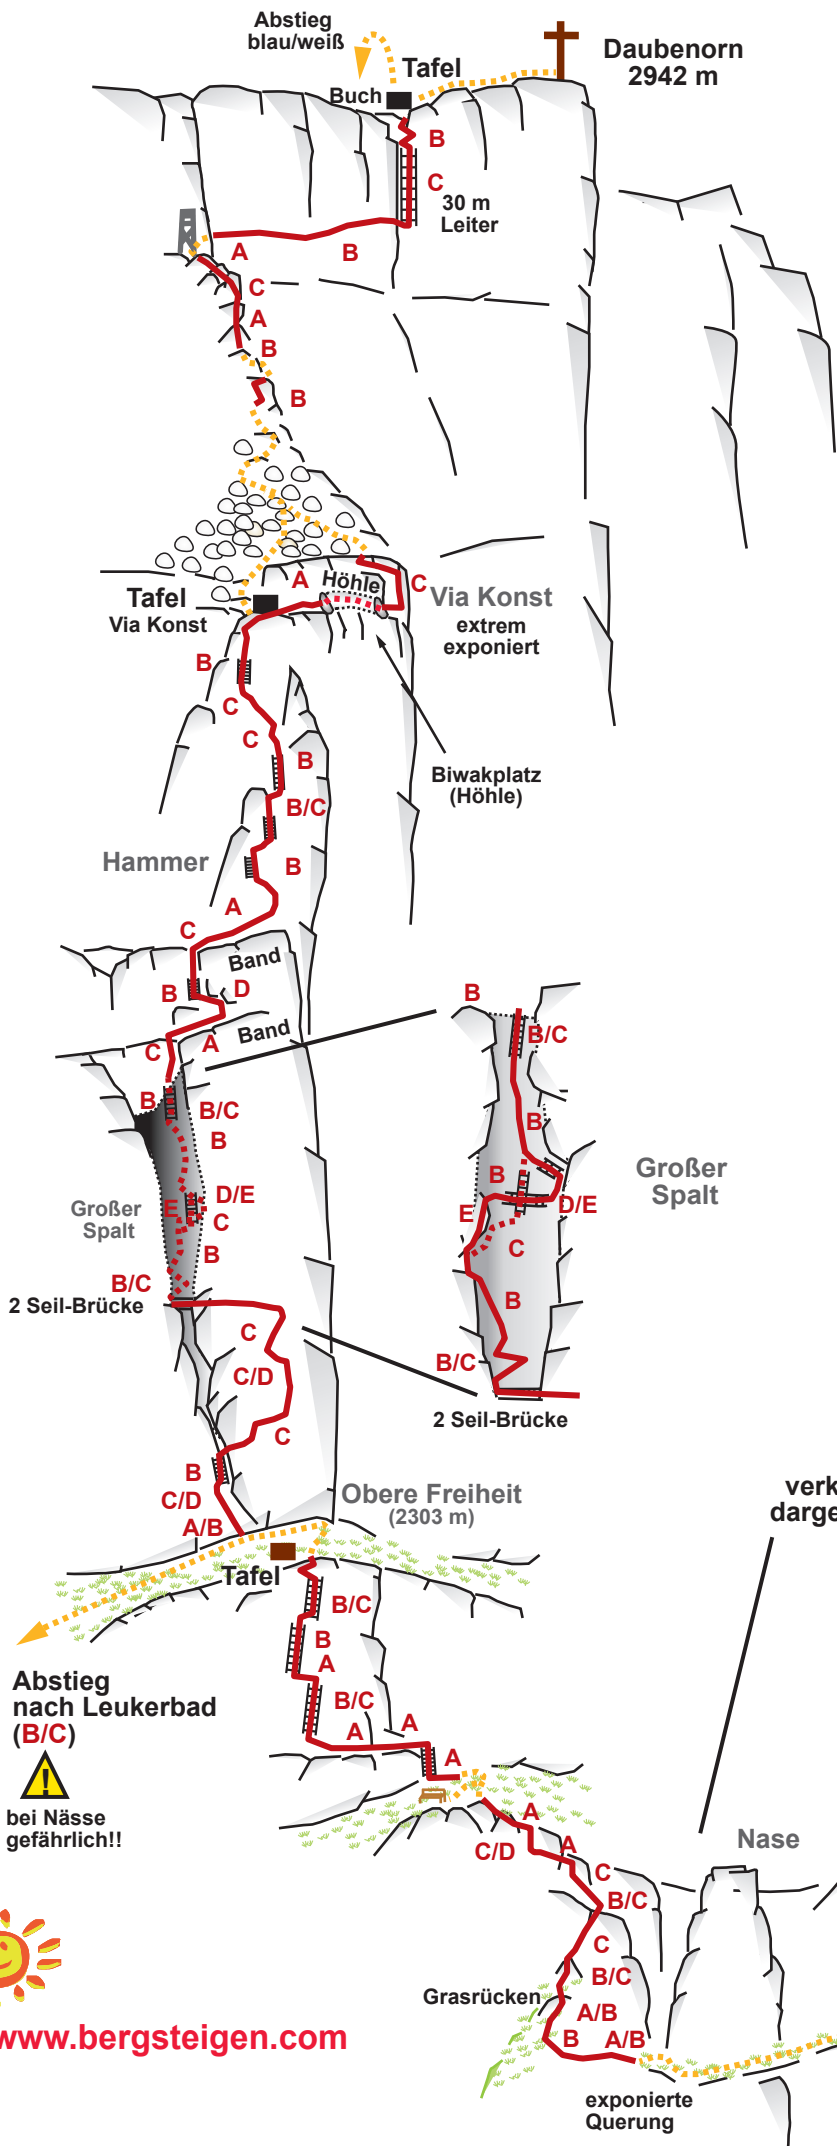 Abstieg
blau/weiß
Daubenorn
2942 m
Tafel
Buch
B
C
30 m
Leiter
A
B
C
A
B
B
A
Höhle
C
Tafel
Via Konst
Via Konst
extrem
exponiert
B
C
C
B
Biwakplatz
(Höhle)
B/C
Hammer
B
A
C
Band
B
D
Band
A
C
B
B/C
B
D/E
E
C
Großer
Spalt
B
B/C
2 Seil-Brücke
C
C/D
C
B
C/D
A/B
B
B/C
B
B
Großer
Spalt
E
D/E
C
B
B/C
2 Seil-Brücke
Obere Freiheit
(2303 m)
Tafel
verk
darge
B/C
B
A
B/C
A
A
A
Abstieg
nach Leukerbad
(B/C)
!
bei Nässe
gefährlich!!
A
C/D
A
C
B/C
Nase
C
B/C
Grasrücken
A/B
B
A/B
exponierte
Querung
www.bergsteigen.com